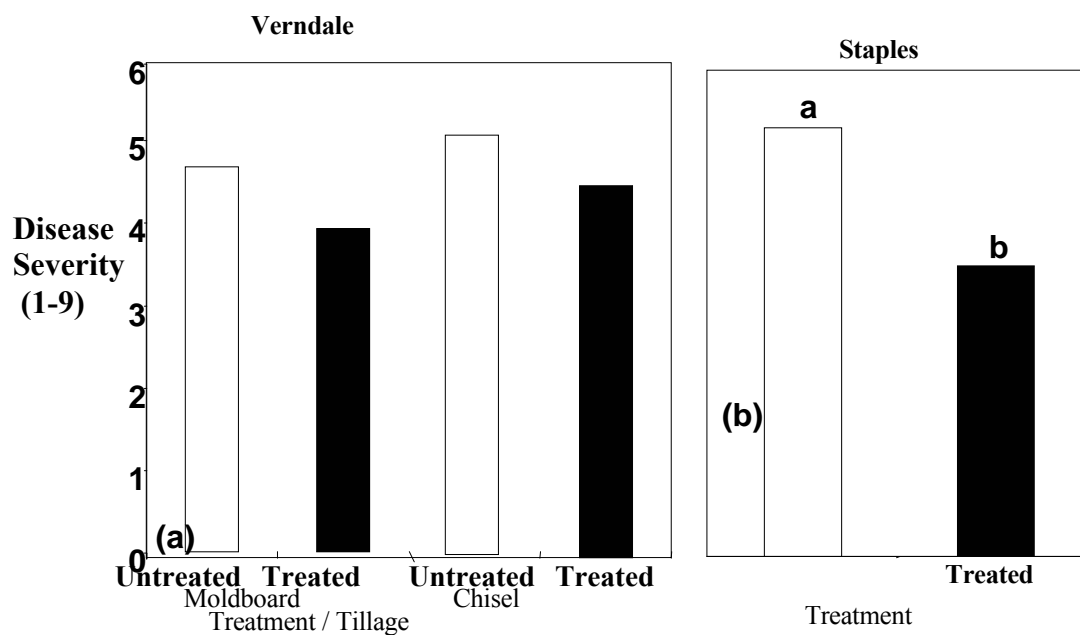 Verndale
Staples
6
5
4
3
2
1
0
Disease
Severity
(1-9)
(a)
Untreated Treated Untreated Treated
Moldboard Chisel
Treatment / Tillage
a
b
(b)
Treated
Treatment